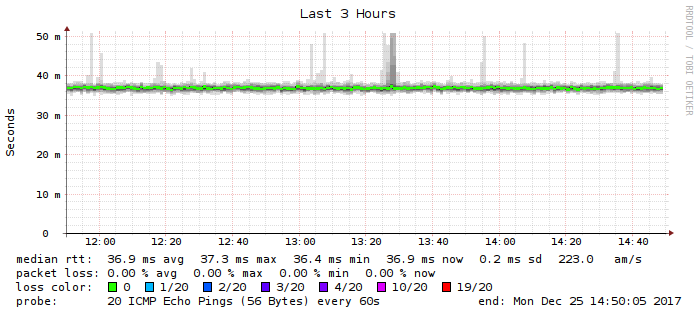 Last 3 Hours
RRDTOOL / TOBI OETIKER
Seconds
50 m
40 m
30 m
20 m
10 m
0
12:00 12:20 12:40 13:00 13:20 13:40 14:00 14:20 14:40
median rtt: 36.9 ms avg 37.3 ms max 36.4 ms min 36.9 ms now 0.2 ms sd 223.0 am/s
packet loss: 0.00 % avg 0.00 % max 0.00 % min 0.00 % now
loss color: 0 1/20 2/20 3/20 4/20 10/20 19/20
probe: 20 ICMP Echo Pings (56 Bytes) every 60s end: Mon Dec 25 14:50:05 2017